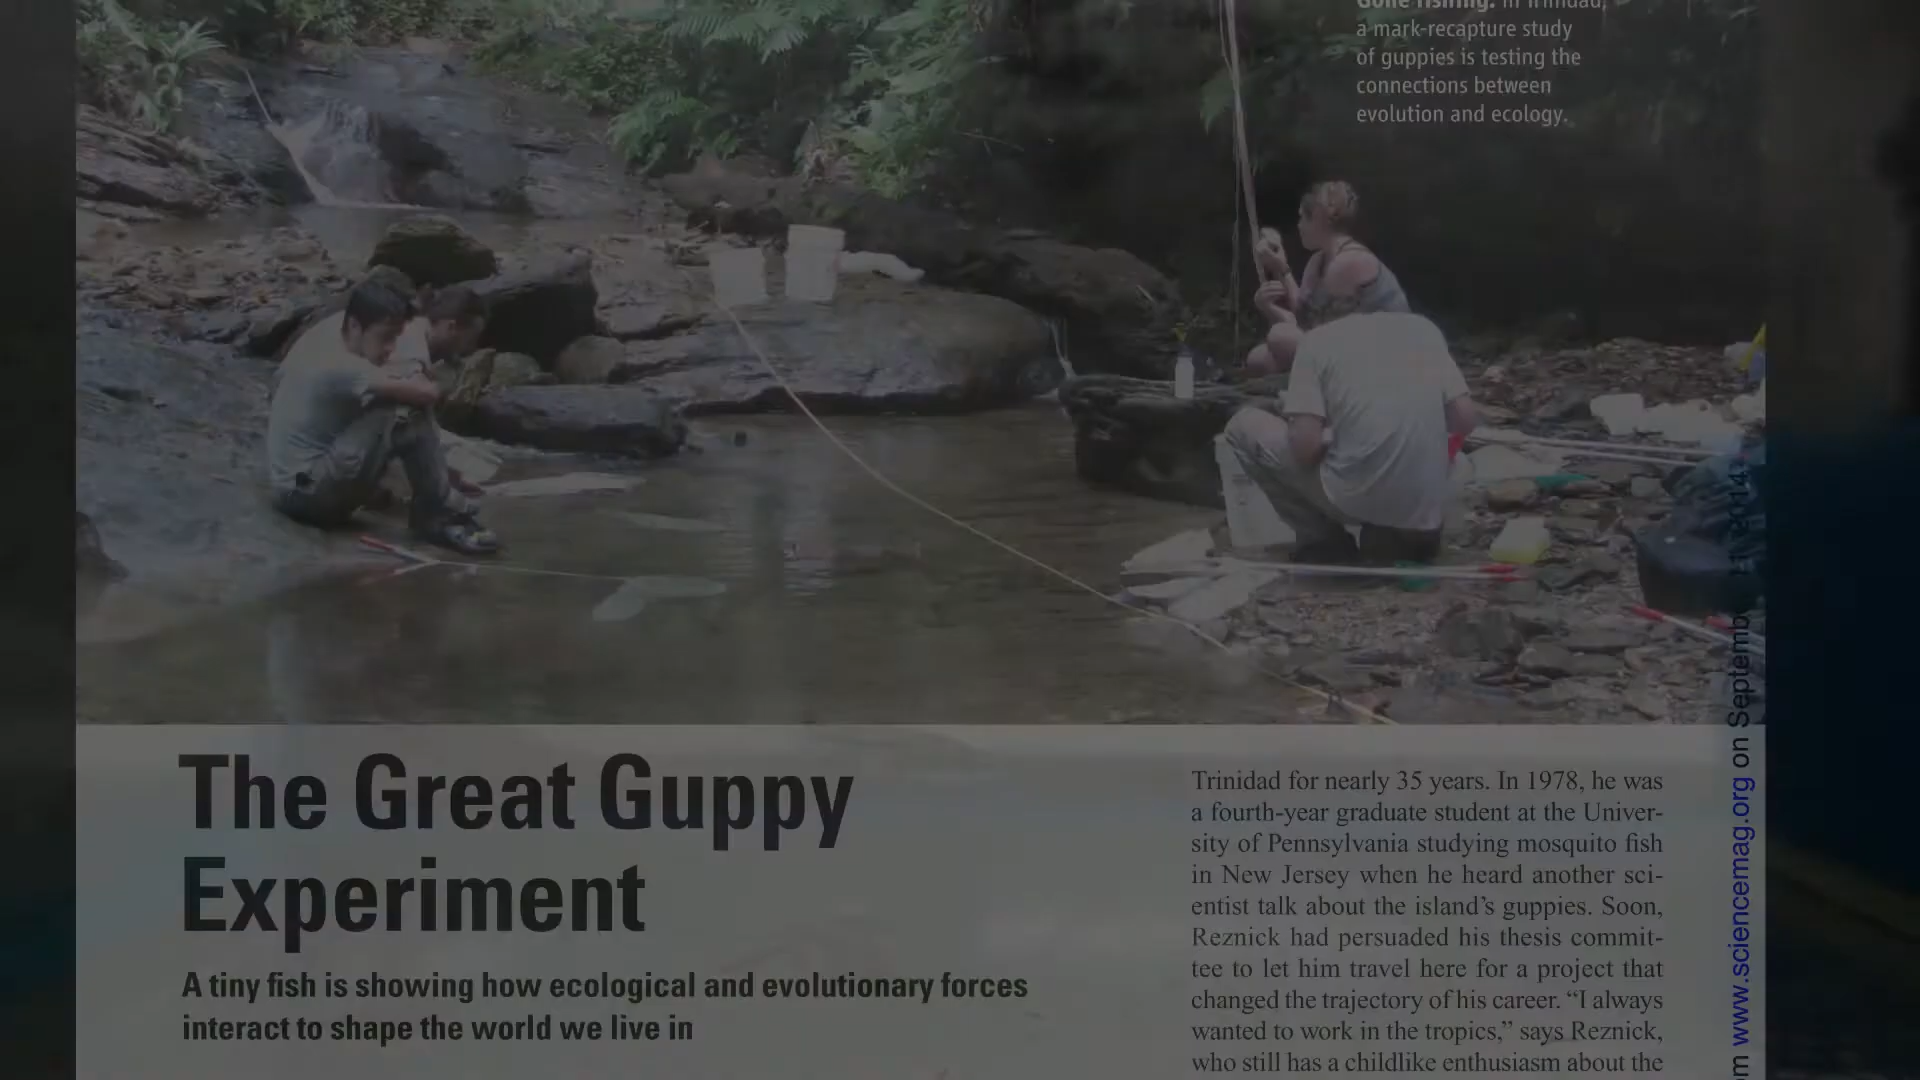 Gone fishing. In Trinidad,
a mark-recapture study
of guppies is testing the
connections between
evolution and ecology.
The Great Guppy
Experiment
A tiny fish is showing how ecological and evolutionary forces
interact to shape the world we live in
Trinidad for nearly 35 years. In 1978, he was
a fourth-year graduate student at the Univer-
sity of Pennsylvania studying mosquito fish
in New Jersey when he heard another sci-
entist talk about the island’s guppies. Soon,
Reznick had persuaded his thesis commit-
tee to let him travel here for a project that
changed the trajectory of his career. “I always
wanted to work in the tropics,” says Reznick,
who still has a childlike enthusiasm about the
www.sciencemag.org on Septemb 2014